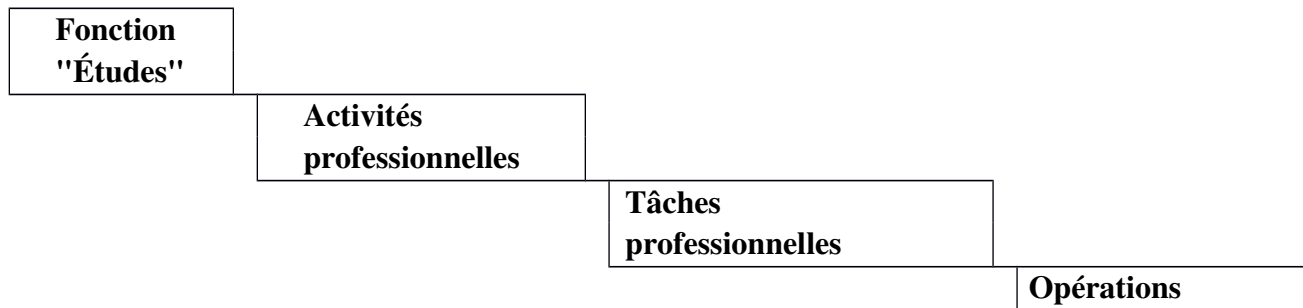 Fonction
"Études"
Activités
professionnelles
Tâches
professionnelles
Opérations